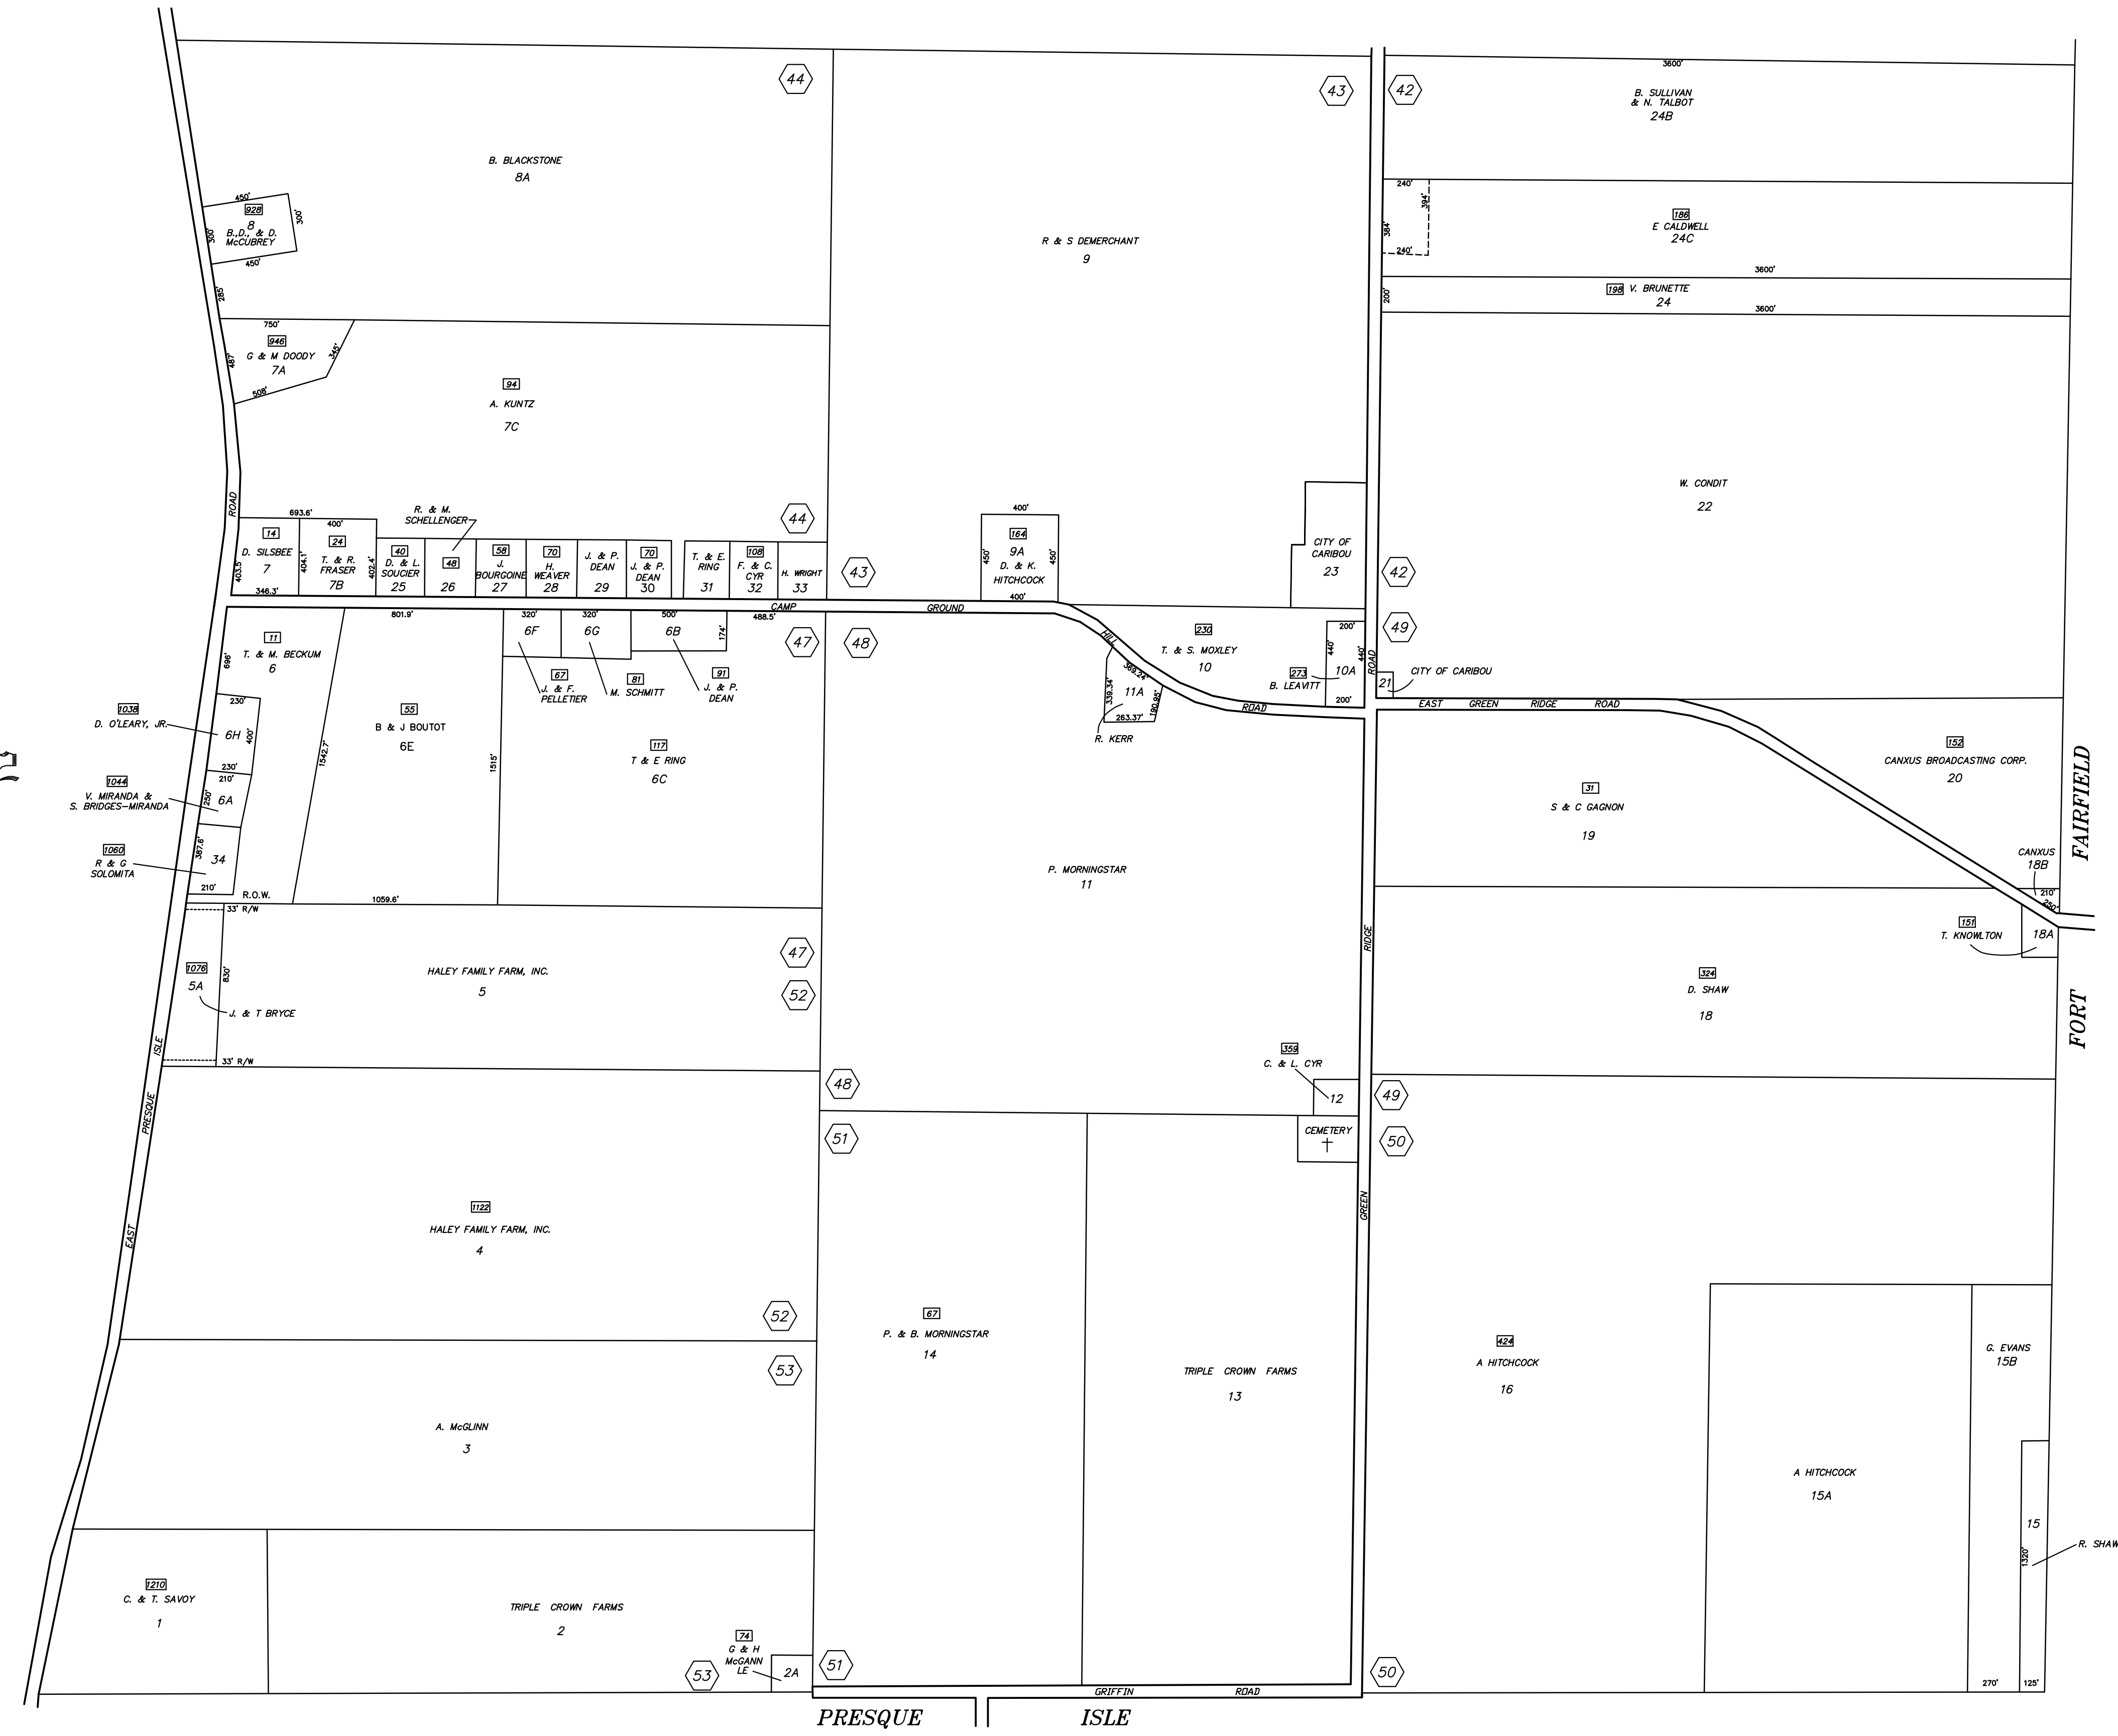 44
43
42
3600'
B. SULLIVAN
& N. TALBOT
24B
B. BLACKSTONE
8A
450'
928
8
B.,D., & D.
McCUBREY
300'
300'
450'
285'
R & S DEMERCHANT
9
240'
394'
384'
240'
186
E CALDWELL
24C
3600'
200'
198 V. BRUNETTE
24
3600'
750'
946
G & M DOODY
7A
487'
345'
508'
94
A. KUNTZ
7C
W. CONDIT
22
ROAD
693.6'
400'
14
D. SILSBEE
7
403.5'
404.1'
346.3'
24
T. & R.
FRASER
7B
402.4'
R. & M.
SCHELLENGER
40
D. & L.
SOUCIER
25
48
26
58
J.
BOURGOINE
27
70
H.
WEAVER
28
J. & P.
DEAN
29
70
J. & P.
DEAN
30
T. & E.
RING
31
108
F. & C.
CYR
32
H. WRIGHT
33
44
43
400'
164
9A
D. & K.
HITCHCOCK
450'
450'
400'
CITY OF
CARIBOU
23
42
CAMP GROUND
HILL
ROAD
801.9'
320'
320'
500'
488.5'
174'
6F
6G
6B
67
J. & F.
PELLETIER
81
M. SCHMITT
91
J. & P.
DEAN
47
48
49
11
T. & M. BECKUM
6
696'
230
T. & S. MOXLEY
10
369.24'
339.34'
11A
190.95'
263.37'
R. KERR
273
B. LEAVITT
200'
440'
440'
10A
200'
ROAD
21
CITY OF CARIBOU
EAST GREEN RIDGE ROAD
1038
D. O'LEARY, JR.
230'
6H
400'
230'
1044
V. MIRANDA &
S. BRIDGES-MIRANDA
210'
250'
6A
1060
R & G
SOLOMITA
387.6'
34
210'
R.O.W.
1542.7'
55
B & J BOUTOT
6E
1515'
1059.6'
117
T & E RING
6C
P. MORNINGSTAR
11
31
S & C GAGNON
19
152
CANXUS BROADCASTING CORP.
20
CANXUS
18B
210'
250'
FAIRFIELD
FORT
151
T. KNOWLTON
18A
33' R/W
1076
5A
830'
J. & T BRYCE
33' R/W
HALEY FAMILY FARM, INC.
5
47
52
RIDGE
324
D. SHAW
18
ISLE
PRESQUE
EAST
48
359
C. & L. CYR
12
49
51
CEMETERY
50
1122
HALEY FAMILY FARM, INC.
4
GREEN
52
53
67
P. & B. MORNINGSTAR
14
TRIPLE CROWN FARMS
13
424
A HITCHCOCK
16
G. EVANS
15B
A. McGLINN
3
A HITCHCOCK
15A
15
1320'
R. SHAW
1210
C. & T. SAVOY
1
TRIPLE CROWN FARMS
2
74
G & H
McGANN
LE
2A
53
51
50
270'
125'
GRIFFIN ROAD
PRESQUE ISLE